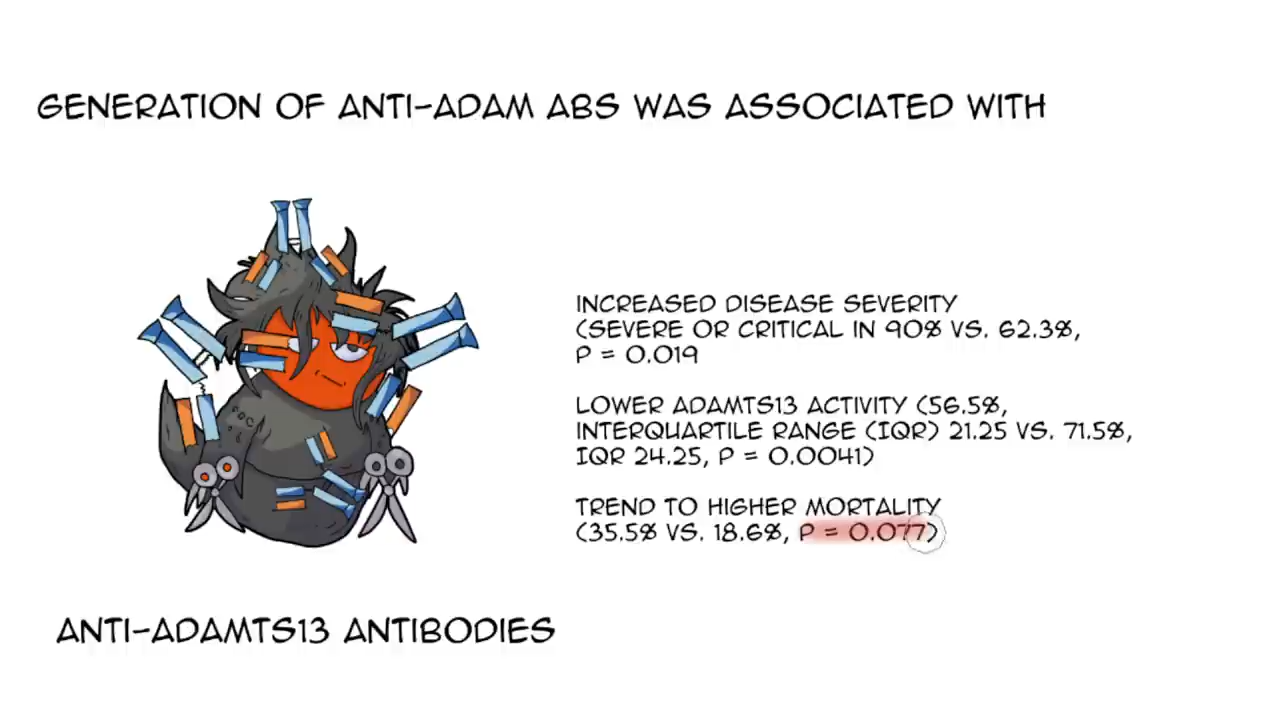 GENERATION OF ANTI-ADAM ABS WAS ASSOCIATED WITH
INCREASED DISEASE SEVERITY
(SEVERE OR CRITICAL IN 90% VS. 62.3%,
P = 0.019
LOWER ADAMTS13 ACTIVITY (56.5%,
INTERQUARTILE RANGE (IQR) 21.25 VS. 71.5%,
IQR 24.25, P = 0.0041)
TREND TO HIGHER MORTALITY
(35.5% VS. 18.6%, P = 0.077)
ANTI-ADAMTS13 ANTIBODIES